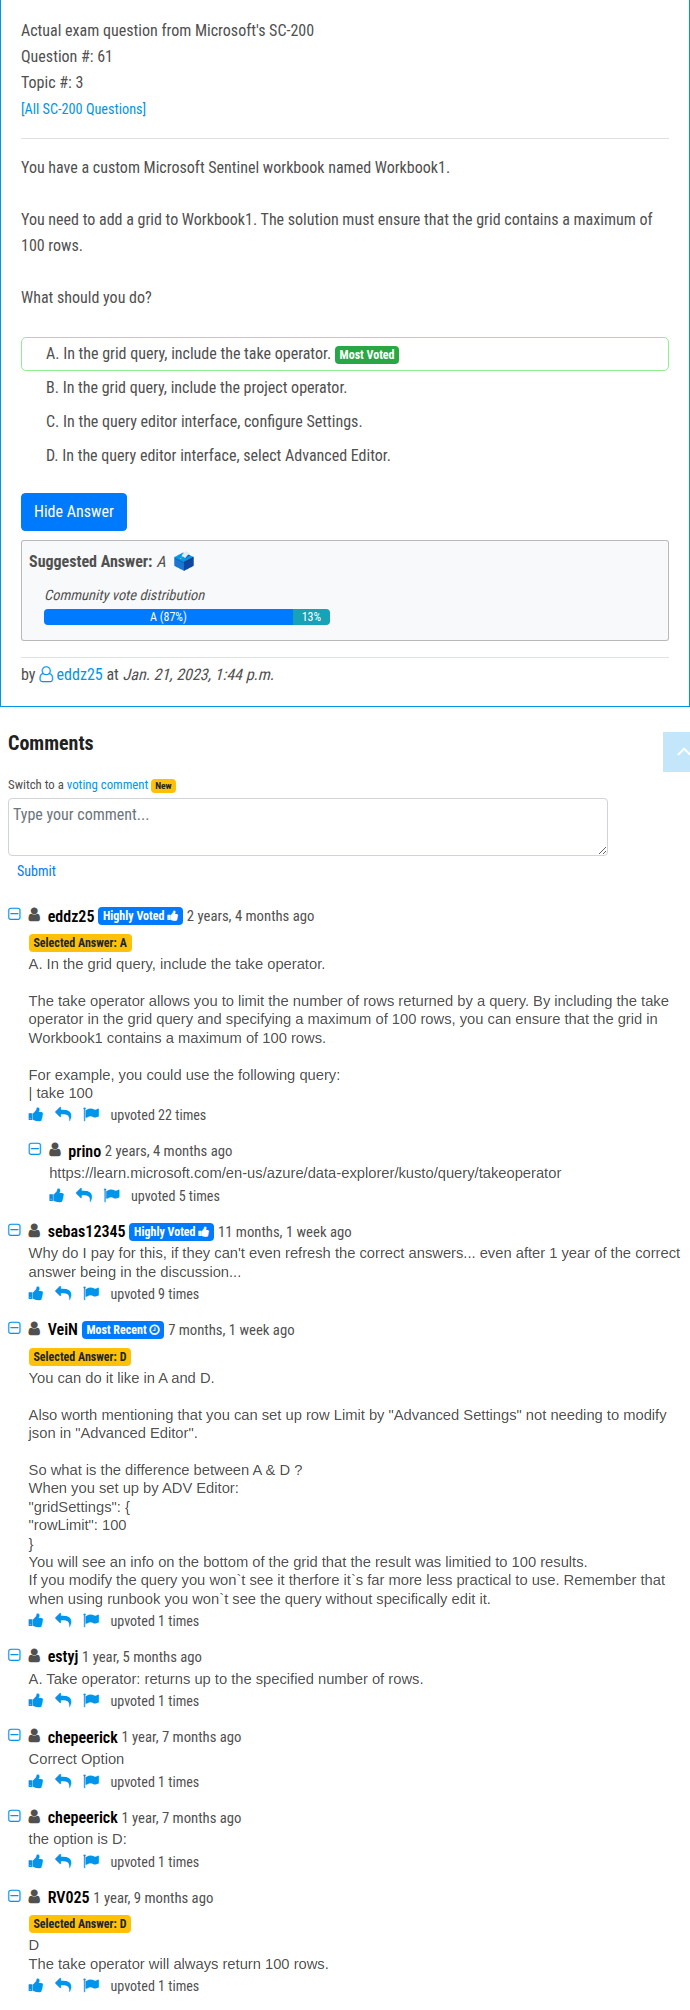 Actual exam question from Microsoft's SC-200
Question #: 61
Topic #: 3
[All SC-200 Questions]
You have a custom Microsoft Sentinel workbook named Workbook1.
You need to add a grid to Workbook1. The solution must ensure that the grid contains a maximum of
100 rows.
What should you do?
A. In the grid query, include the take operator. Most Voted
B. In the grid query, include the project operator.
C. In the query editor interface, configure Settings.
D. In the query editor interface, select Advanced Editor.
Hide Answer
Suggested Answer: A
Community vote distribution
A (87%) 13%
by eddz25 at Jan. 21, 2023, 1:44 p.m.
Comments
Switch to a voting comment New
Type your comment...
Submit
eddz25 Highly Voted 2 years, 4 months ago
Selected Answer: A
A. In the grid query, include the take operator.
The take operator allows you to limit the number of rows returned by a query. By including the take
operator in the grid query and specifying a maximum of 100 rows, you can ensure that the grid in
Workbook1 contains a maximum of 100 rows.
For example, you could use the following query:
| take 100
upvoted 22 times
prino 2 years, 4 months ago
https://learn.microsoft.com/en-us/azure/data-explorer/kusto/query/takeoperator
upvoted 5 times
sebas12345 Highly Voted 11 months, 1 week ago
Why do I pay for this, if they can't even refresh the correct answers... even after 1 year of the correct
answer being in the discussion...
upvoted 9 times
VeiN Most Recent 7 months, 1 week ago
Selected Answer: D
You can do it like in A and D.
Also worth mentioning that you can set up row Limit by "Advanced Settings" not needing to modify
json in "Advanced Editor".
So what is the difference between A & D ?
When you set up by ADV Editor:
"gridSettings": {
"rowLimit": 100
}
You will see an info on the bottom of the grid that the result was limitied to 100 results.
If you modify the query you won`t see it therfore it`s far more less practical to use. Remember that
when using runbook you won`t see the query without specifically edit it.
upvoted 1 times
estyj 1 year, 5 months ago
A. Take operator: returns up to the specified number of rows.
upvoted 1 times
chepeerick 1 year, 7 months ago
Correct Option
upvoted 1 times
chepeerick 1 year, 7 months ago
the option is D:
upvoted 1 times
RV025 1 year, 9 months ago
Selected Answer: D
D
The take operator will always return 100 rows.
upvoted 1 times